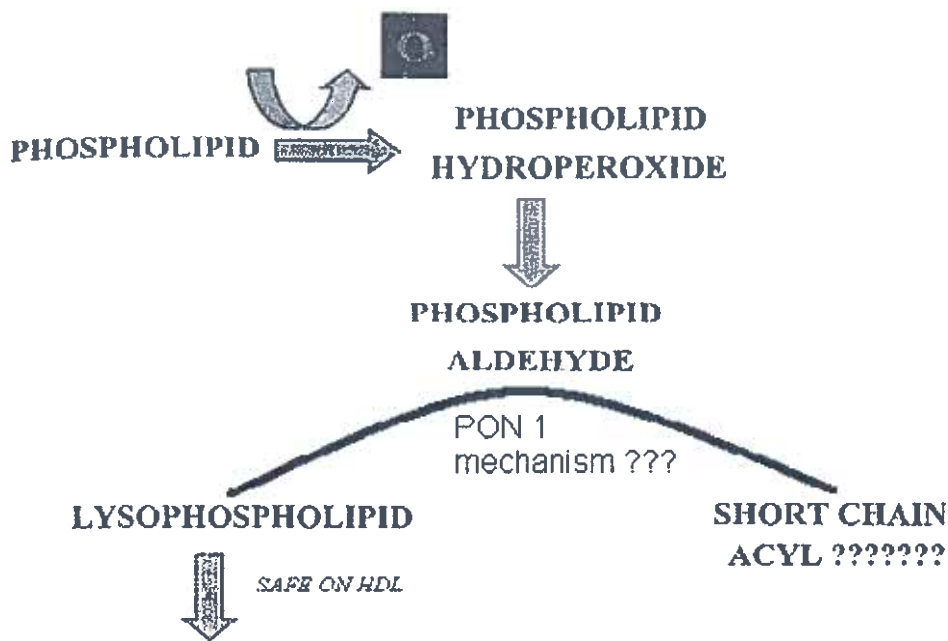 O
PHOSPHOLIPID
PHOSPHOLIPID
HYDROPEROXIDE
PHOSPHOLIPID
ALDEHYDE
PON 1
mechanism ???
LYSOPHOSPHOLIPID
SHORT CHAIN
ACYL ???????
SAFE ON HDL